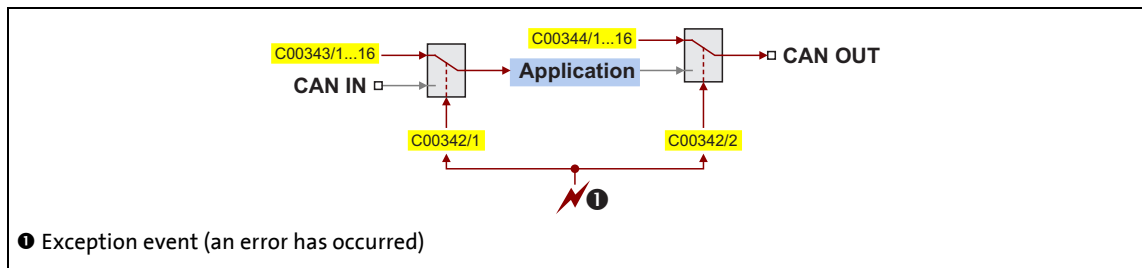 C00343/1...16
C00344/1...16
CAN IN
Application
CAN OUT
C00342/1
C00342/2
❶
❶ Exception event (an error has occurred)